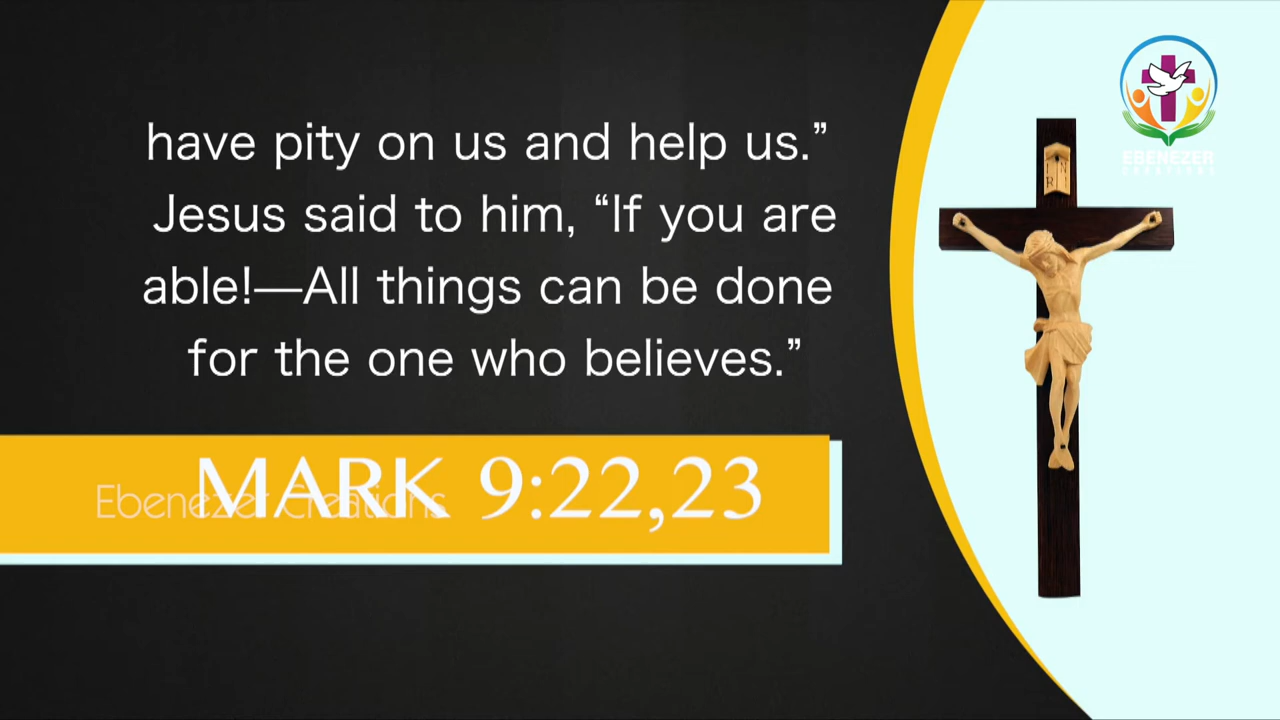 have pity on us and help us.”
Jesus said to him, “If you are
able!—All things can be done
for the one who believes.”
MARK 9:22,23
Ebenezer Creations
EBENEZER
CREATIONS
I N
R I